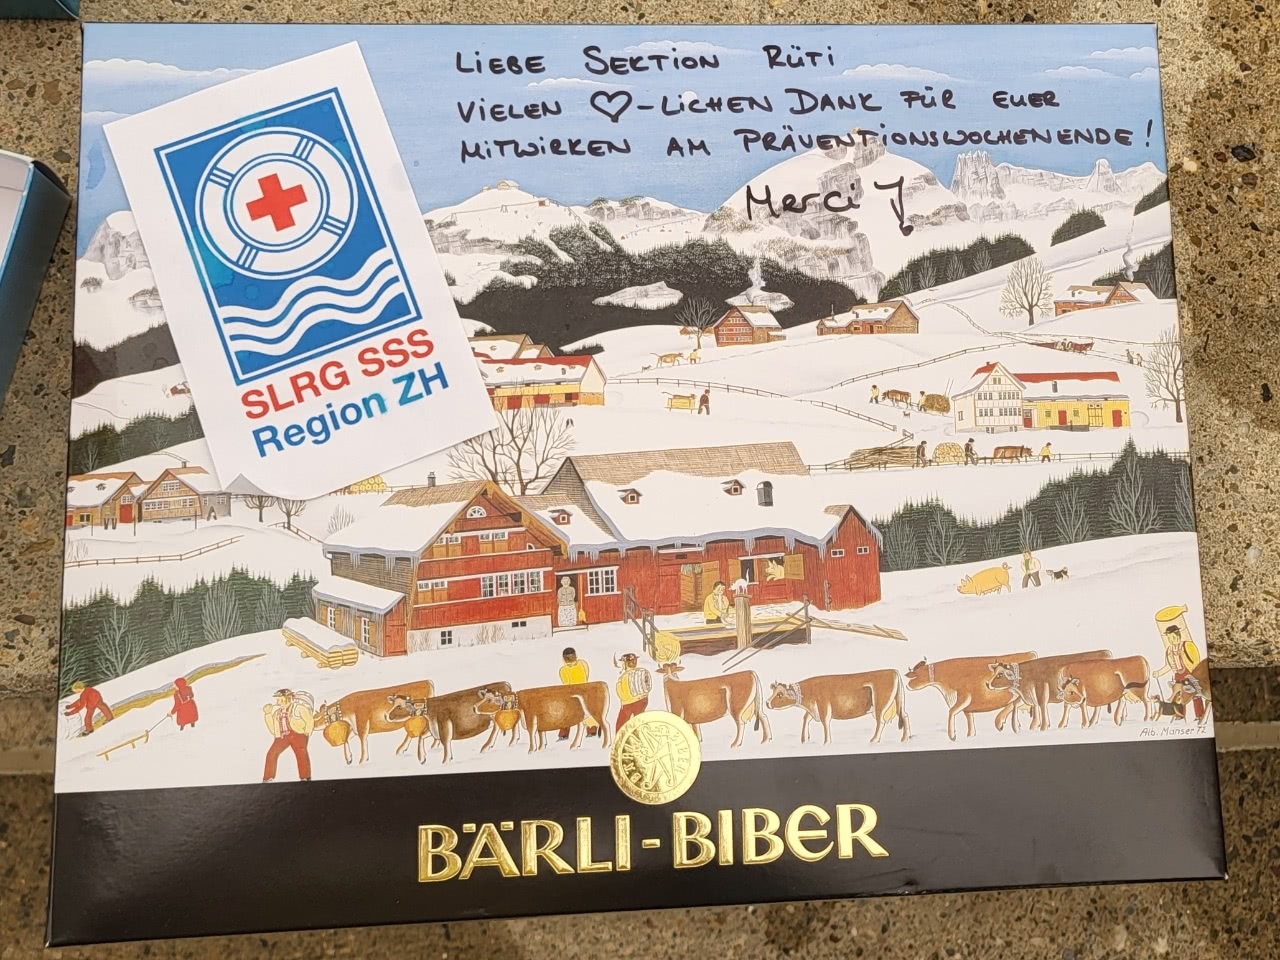 LIEBE SEKTION RÜTI
VIELEN ♡-LICHEN DANK FÜR EUER
MITWIRKEN AM PRÄVENTIONSWOCHENENDE!
Merci
SLRG SSS
Region ZH
Alb. Manser 72
BÄRLI-BIBER